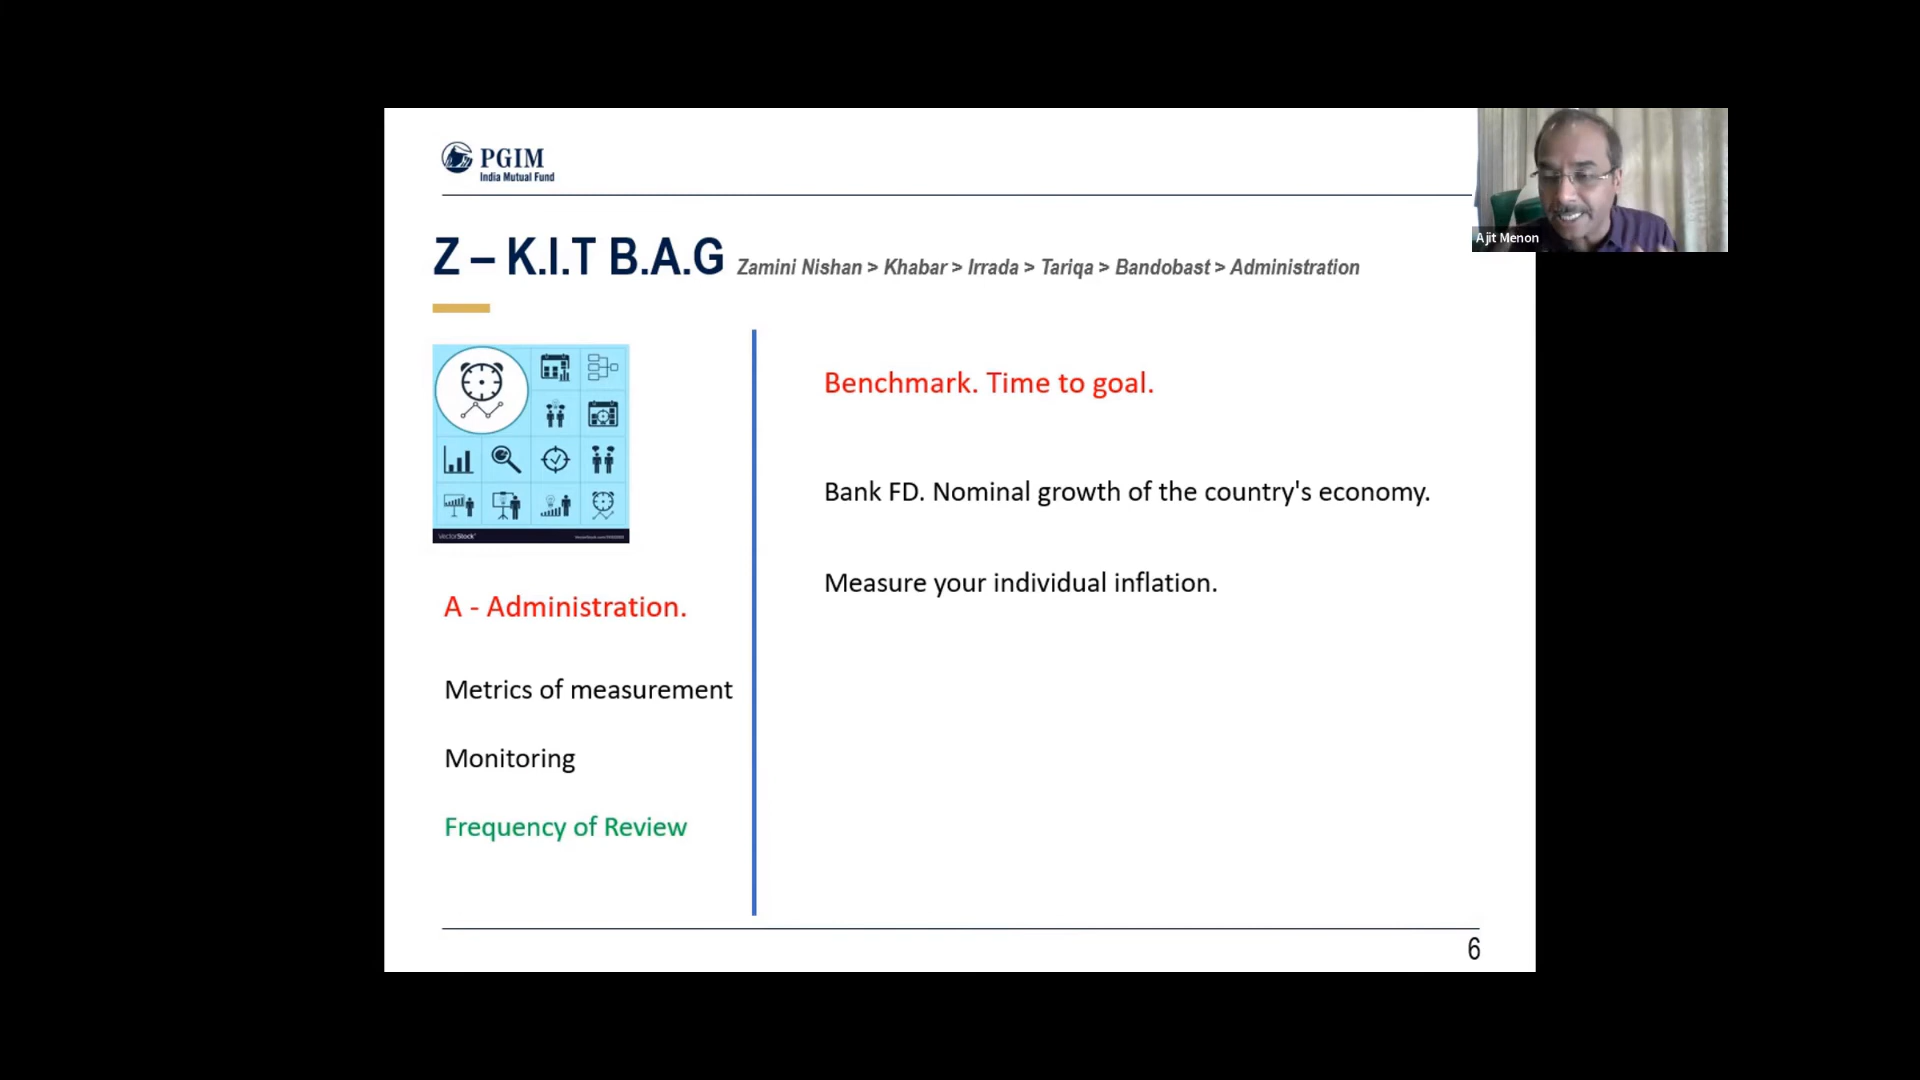 PGIM
India Mutual Fund
Ajit Menon
Z – K.I.T B.A.G Zamini Nishan > Khabar > Irrada > Tariqa > Bandobast > Administration
VectorStock
A - Administration.
Metrics of measurement
Monitoring
Frequency of Review
Benchmark. Time to goal.
Bank FD. Nominal growth of the country's economy.
Measure your individual inflation.
6